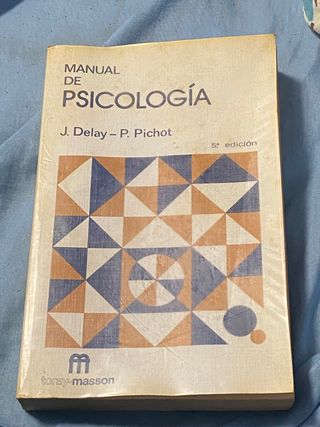 MANUAL
DE
PSICOLOGÍA
J. Delay – P. Pichot
5ª edición
toray-masson